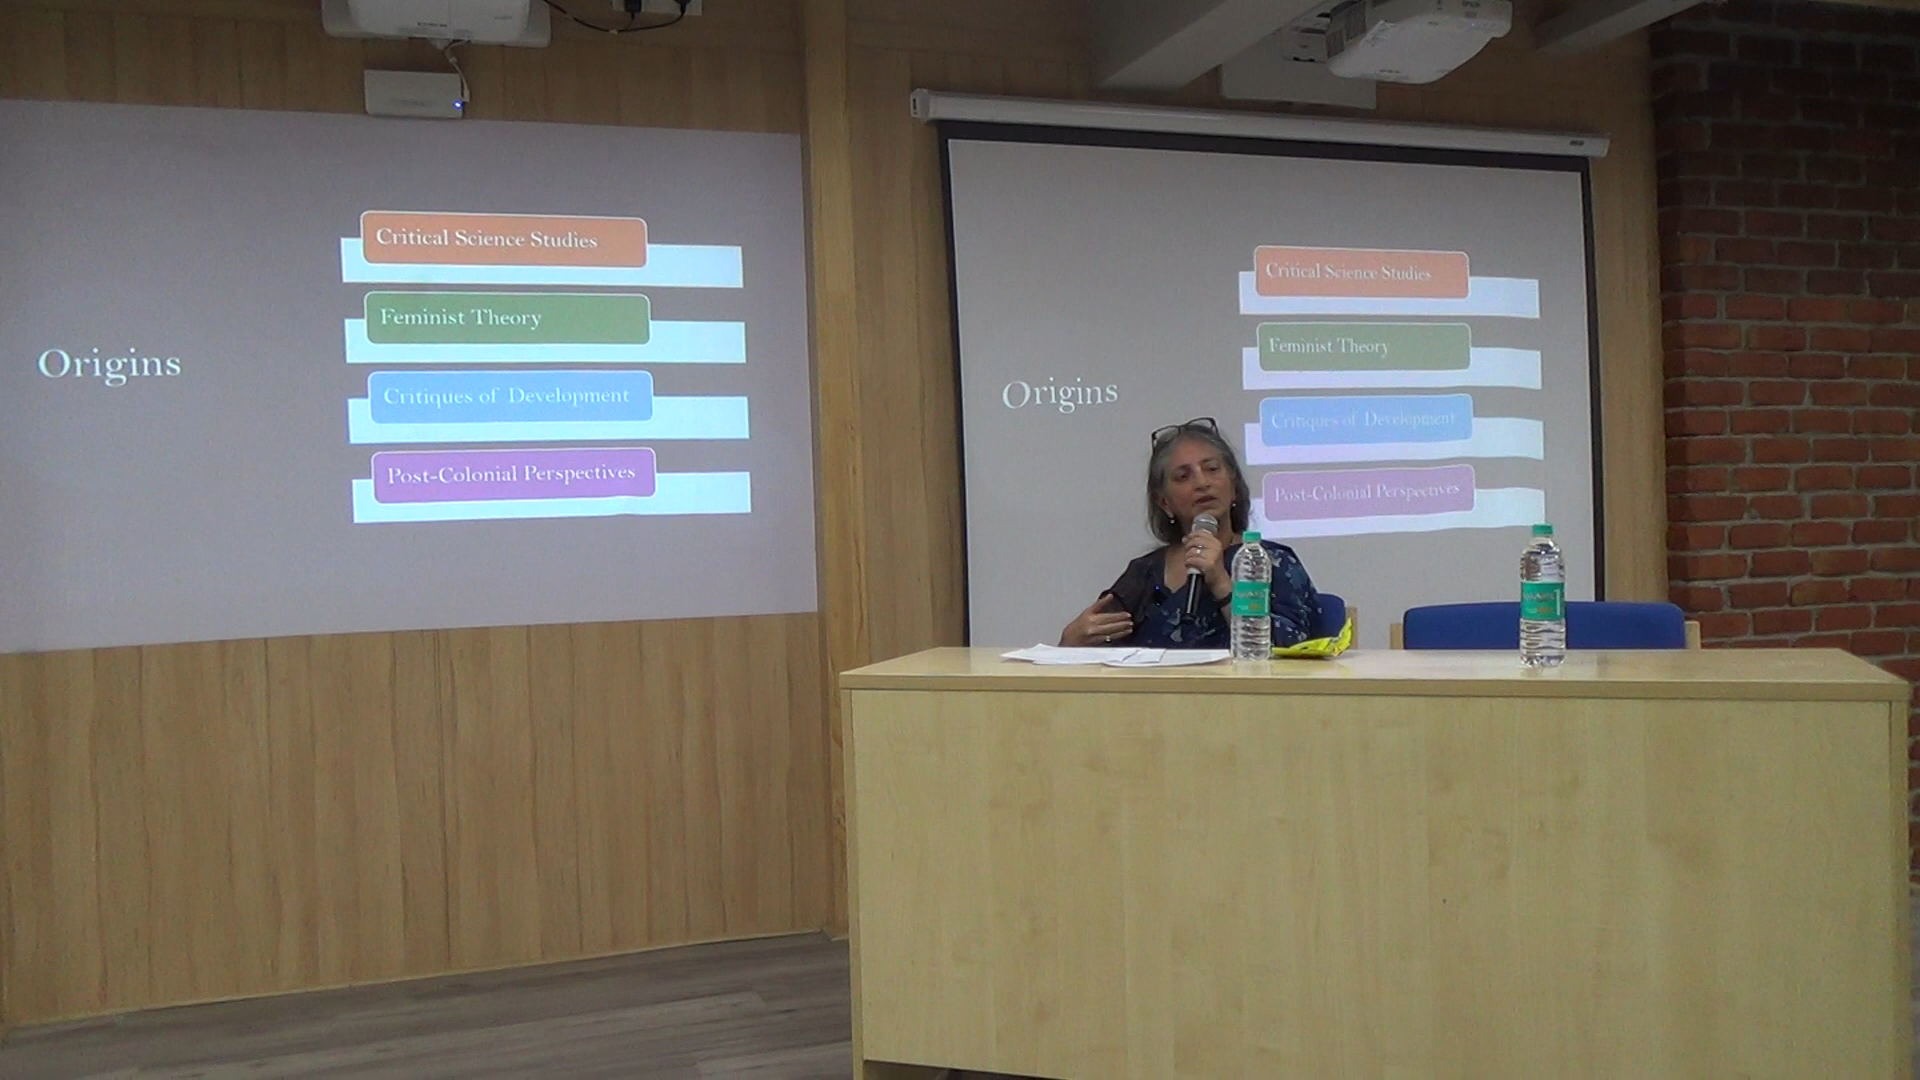 Origins
Critical Science Studies
Feminist Theory
Critiques of Development
Post-Colonial Perspectives
Origins
Critical Science Studies
Feminist Theory
Critiques of Development
Post-Colonial Perspectives
EPSON